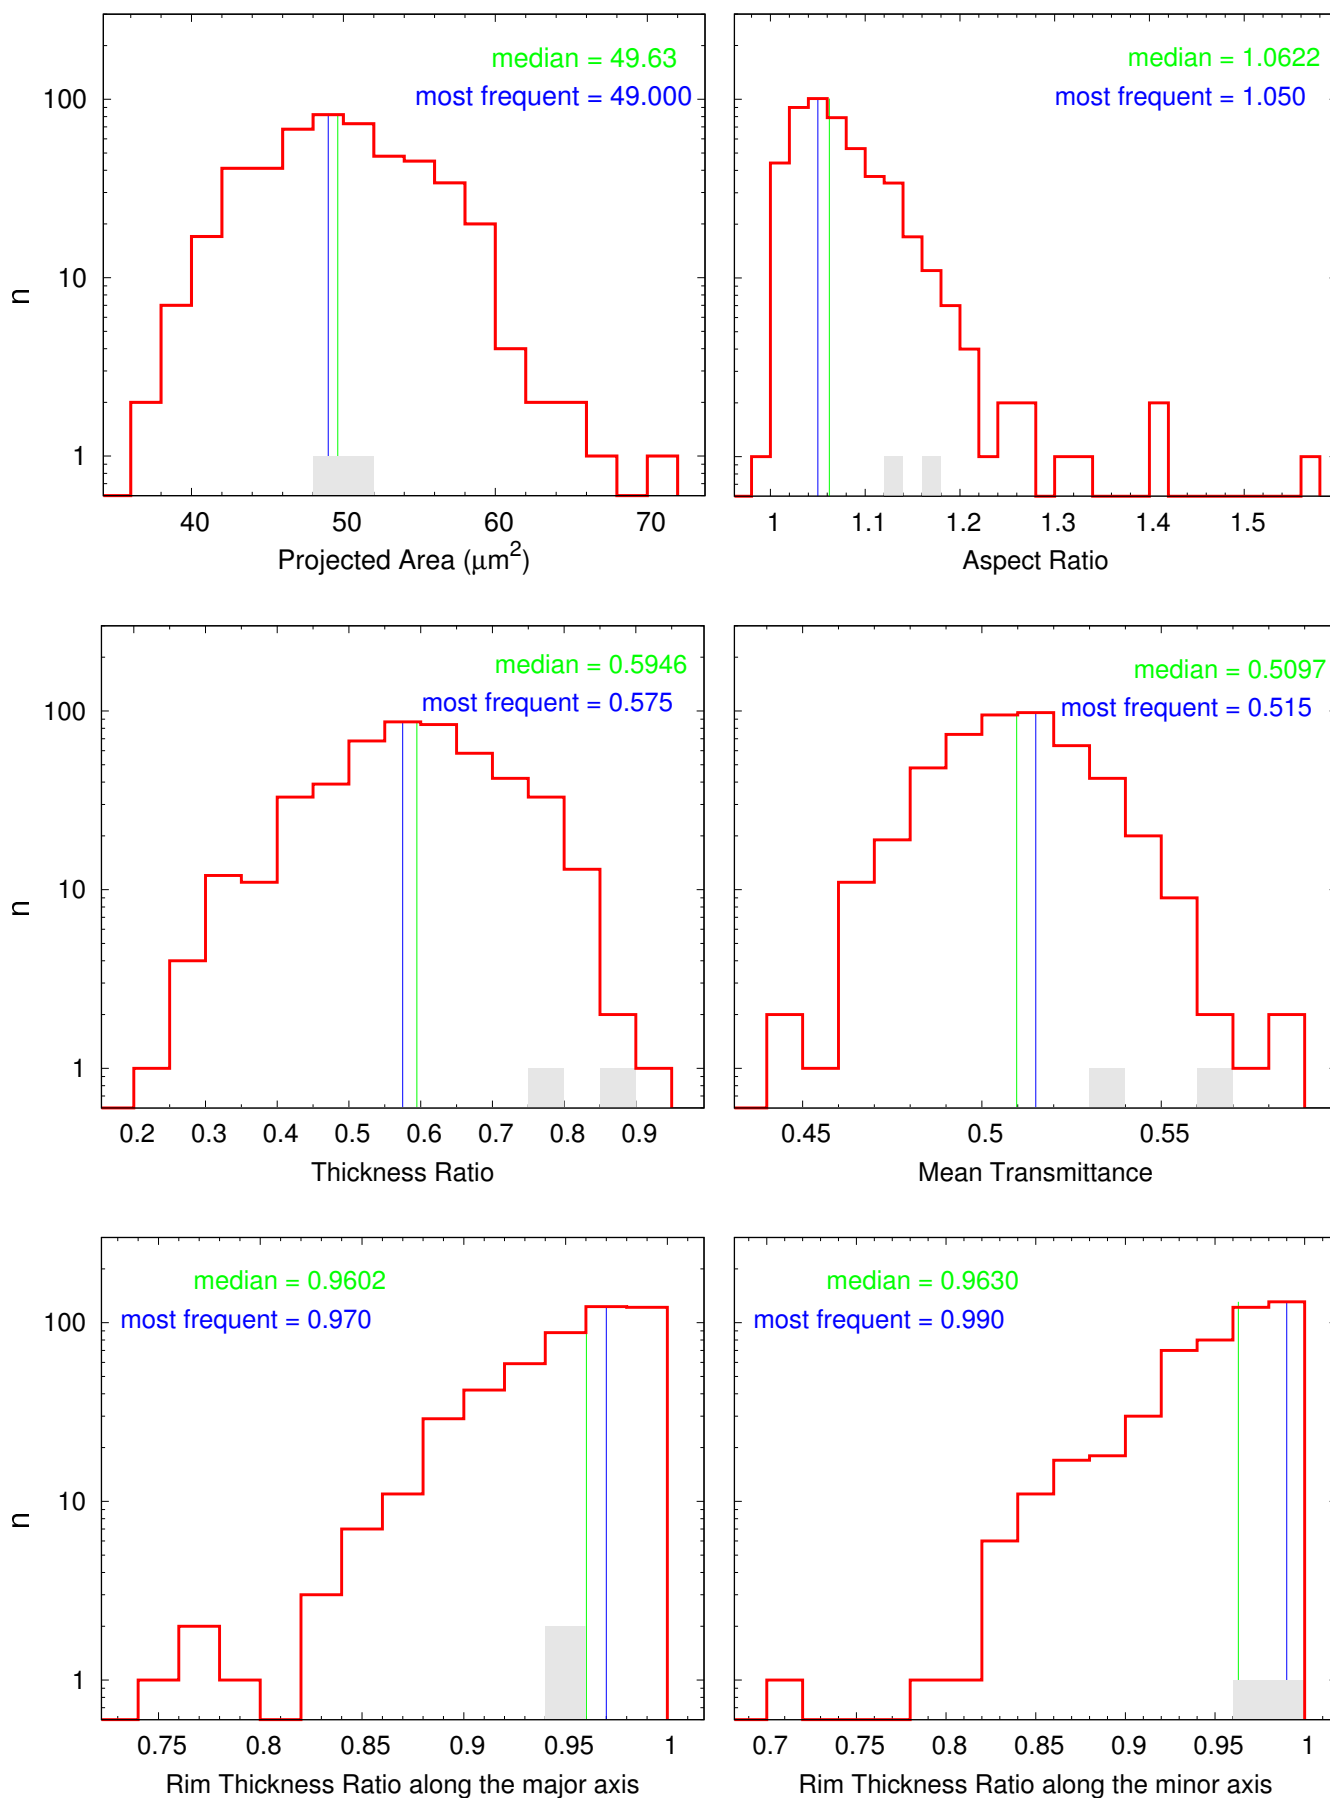 median = 49.63
most frequent = 49.000
100
10
1
n
40 50 60 70
Projected Area (μm²)
median = 1.0622
most frequent = 1.050
1 1.1 1.2 1.3 1.4 1.5
Aspect Ratio
median = 0.5946
most frequent = 0.575
100
10
1
n
0.2 0.3 0.4 0.5 0.6 0.7 0.8 0.9
Thickness Ratio
median = 0.5097
most frequent = 0.515
0.45 0.5 0.55
Mean Transmittance
median = 0.9602
most frequent = 0.970
100
10
1
n
0.75 0.8 0.85 0.9 0.95 1
Rim Thickness Ratio along the major axis
median = 0.9630
most frequent = 0.990
0.7 0.75 0.8 0.85 0.9 0.95 1
Rim Thickness Ratio along the minor axis